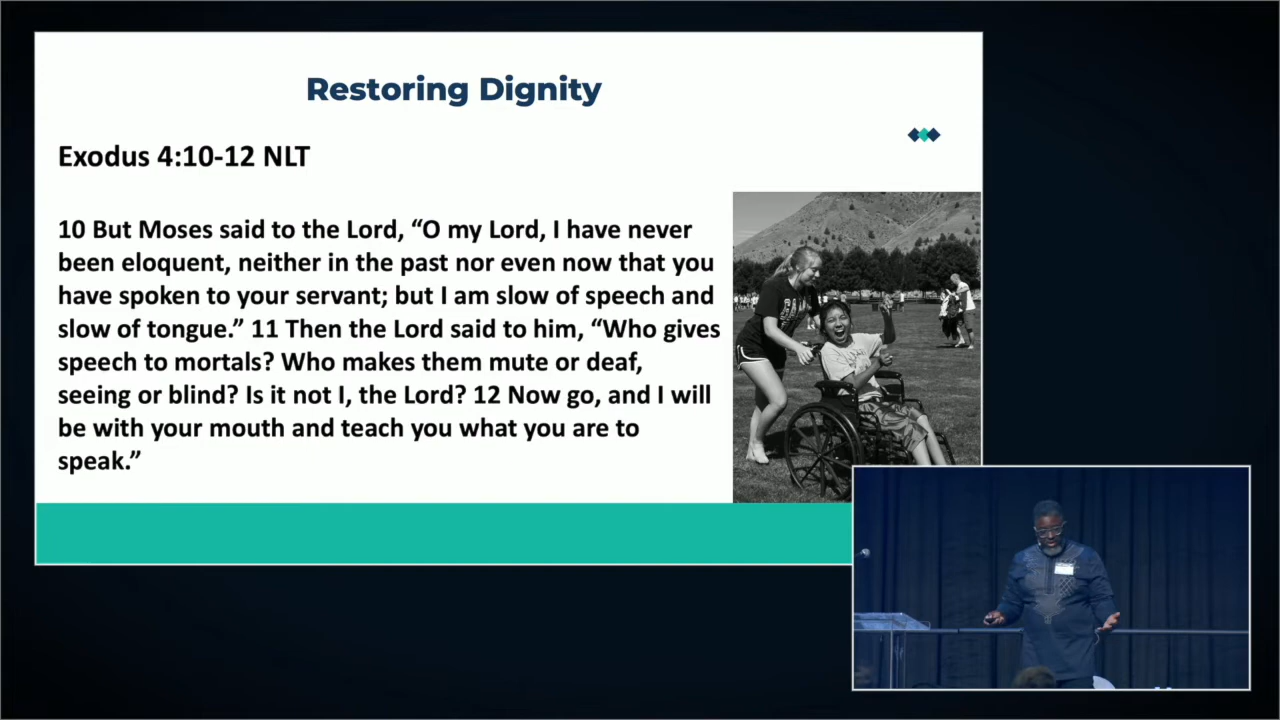 Restoring Dignity
Exodus 4:10-12 NLT
10 But Moses said to the Lord, “O my Lord, I have never
been eloquent, neither in the past nor even now that you
have spoken to your servant; but I am slow of speech and
slow of tongue.” 11 Then the Lord said to him, “Who gives
speech to mortals? Who makes them mute or deaf,
seeing or blind? Is it not I, the Lord? 12 Now go, and I will
be with your mouth and teach you what you are to
speak.”